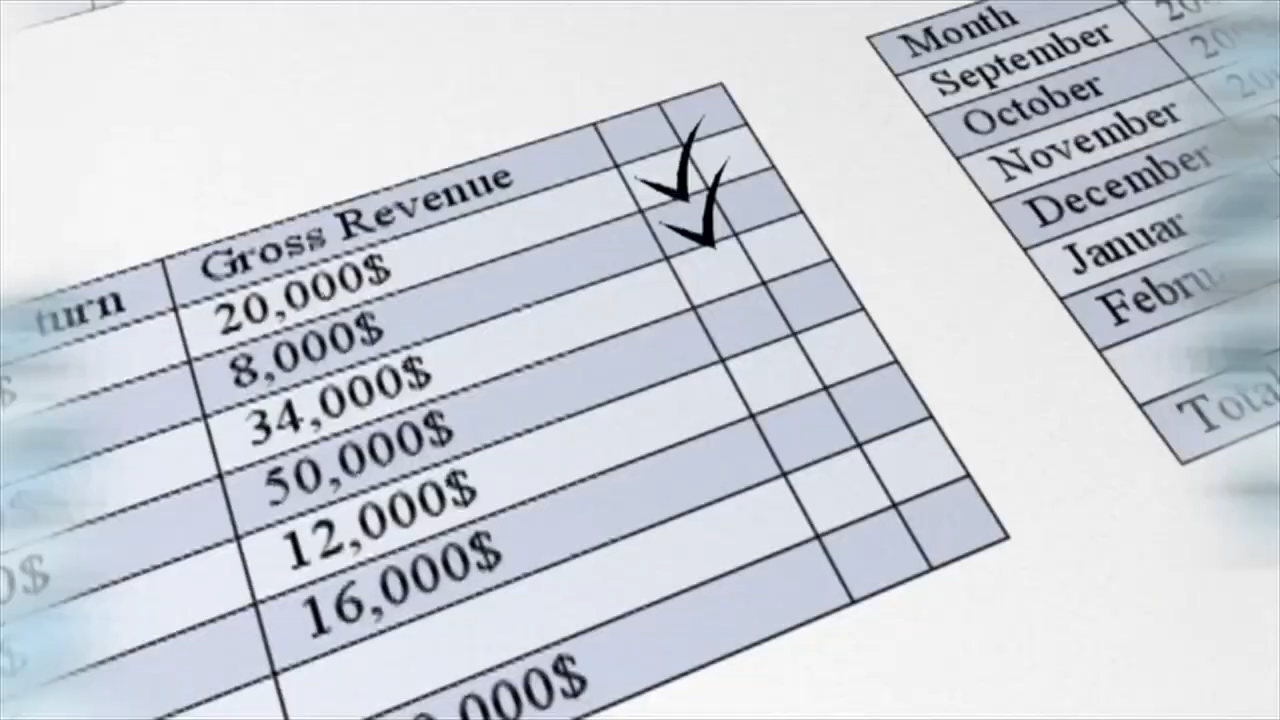 Gross Revenue
20,000$
8,000$
34,000$
50,000$
12,000$
16,000$
Month
September
October
November
December